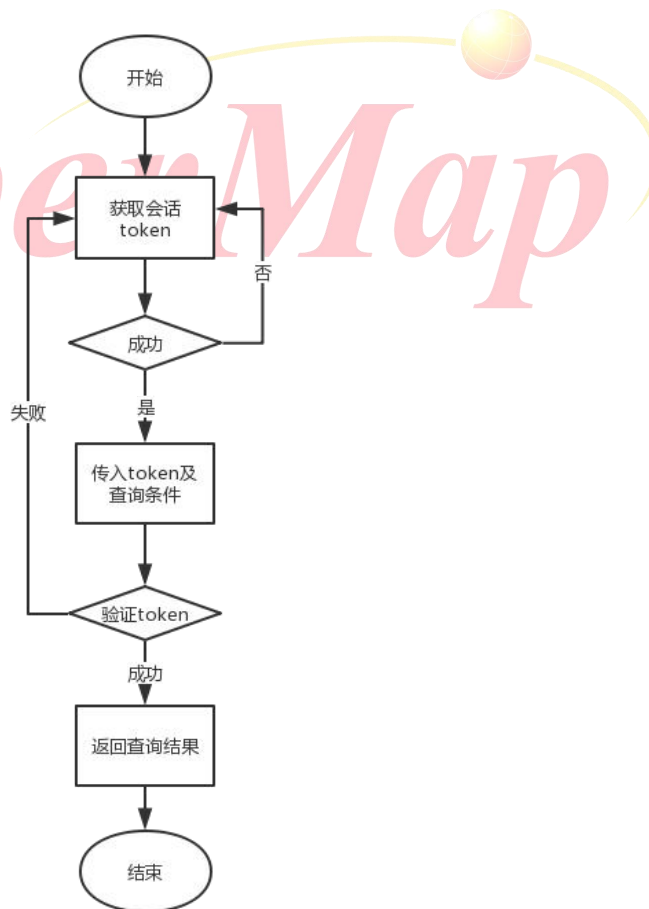 开始
erMap
获取会话
token
否
成功
失败
是
传入token及
查询条件
验证token
成功
返回查询结果
结束